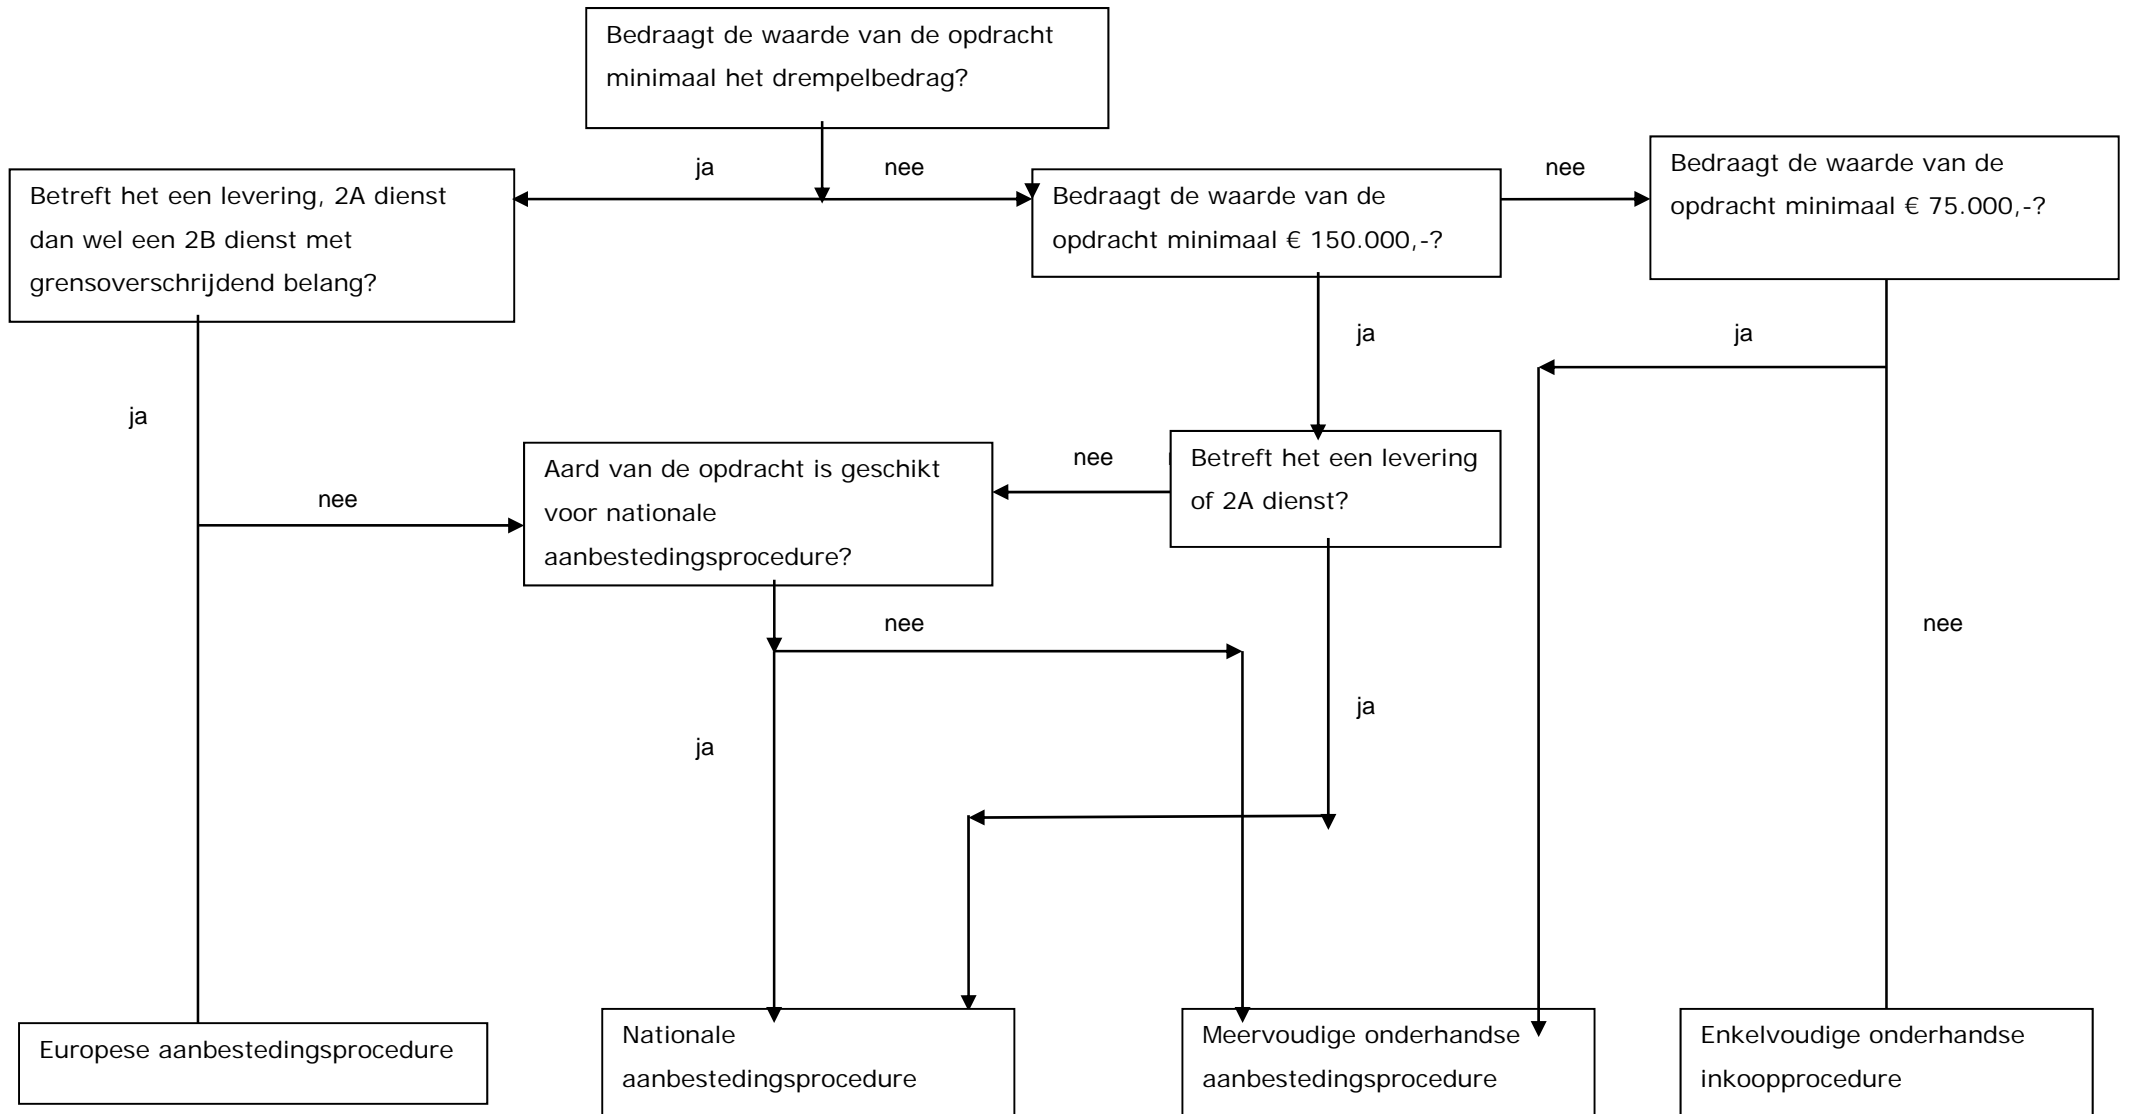 Bedraagt de waarde van de opdracht
minimaal het drempelbedrag?
ja
nee
Betreft het een levering, 2A dienst
dan wel een 2B dienst met
grensoverschrijdend belang?
Bedraagt de waarde van de
opdracht minimaal € 150.000,-?
nee
Bedraagt de waarde van de
opdracht minimaal € 75.000,-?
ja
ja
ja
nee
Aard van de opdracht is geschikt
voor nationale
aanbestedingsprocedure?
nee
Betreft het een levering
of 2A dienst?
nee
nee
ja
ja
Europese aanbestedingsprocedure
Nationale
aanbestedingsprocedure
Meervoudige onderhandse
aanbestedingsprocedure
Enkelvoudige onderhandse
inkoopprocedure